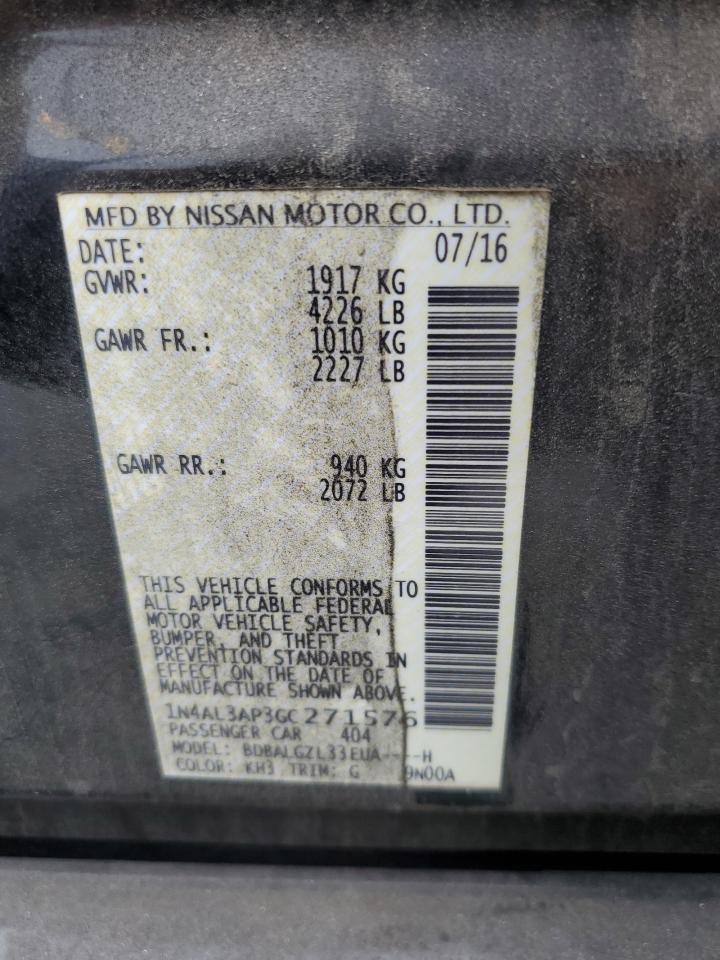 MFD BY NISSAN MOTOR CO., LTD.
DATE: 07/16
GVWR: 1917 KG
4226 LB
GAWR FR.: 1010 KG
2227 LB
GAWR RR.: 940 KG
2072 LB
THIS VEHICLE CONFORMS TO
ALL APPLICABLE FEDERAL
MOTOR VEHICLE SAFETY,
BUMPER, AND THEFT
PREVENTION STANDARDS IN
EFFECT ON THE DATE OF
MANUFACTURE SHOWN ABOVE.
1N4AL3AP3GC271576
PASSENGER CAR 404
MODEL: BDBALGZL33EUA----H
COLOR: KH3 TRIM: G 9N00A